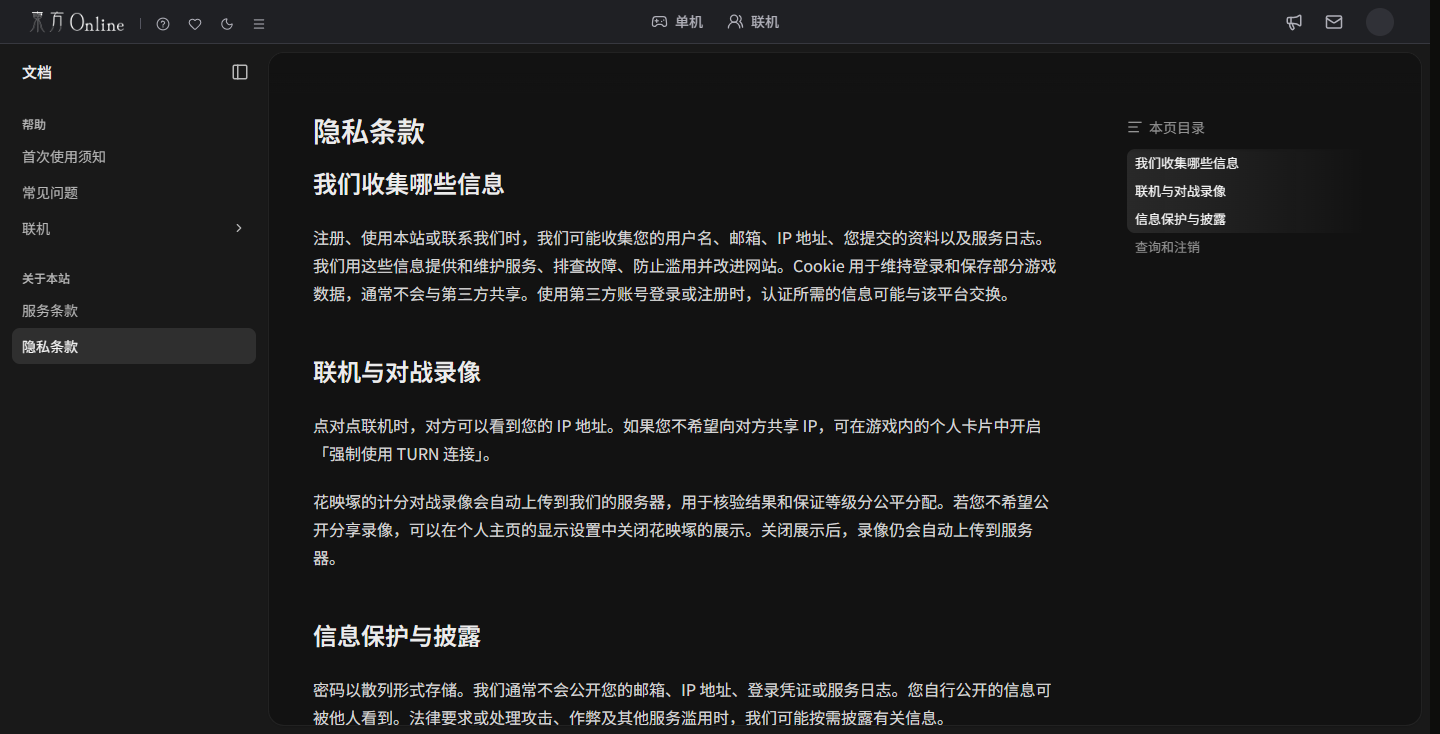 東方Online
单机
联机
文档
帮助
首次使用须知
常见问题
联机
关于本站
服务条款
隐私条款
隐私条款
我们收集哪些信息
注册、使用本站或联系我们时，我们可能收集您的用户名、邮箱、IP 地址、您提交的资料以及服务日志。
我们用这些信息提供和维护服务、排查故障、防止滥用并改进网站。Cookie 用于维持登录和保存部分游戏
数据，通常不会与第三方共享。使用第三方账号登录或注册时，认证所需的信息可能与该平台交换。
联机与对战录像
点对点联机时，对方可以看到您的 IP 地址。如果您不希望向对方共享 IP，可在游戏内的个人卡片中开启
「强制使用 TURN 连接」。
花映塚的计分对战录像会自动上传到我们的服务器，用于核验结果和保证等级分公平分配。若您不希望公
开分享录像，可以在个人主页的显示设置中关闭花映塚的展示。关闭展示后，录像仍会自动上传到服务
器。
信息保护与披露
密码以散列形式存储。我们通常不会公开您的邮箱、IP 地址、登录凭证或服务日志。您自行公开的信息可
被他人看到。法律要求或处理攻击、作弊及其他服务滥用时，我们可能按需披露有关信息。
本页目录
我们收集哪些信息
联机与对战录像
信息保护与披露
查询和注销